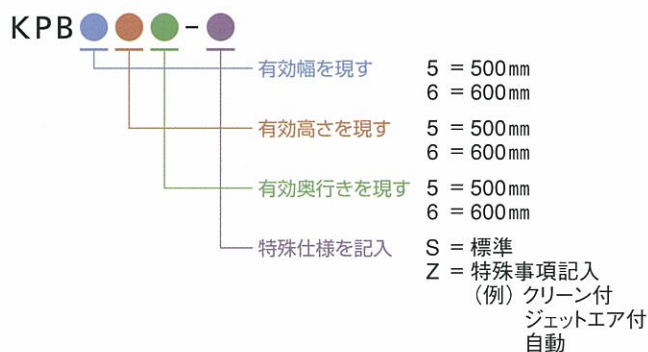 KPB -
有効幅を現す 5 = 500mm
6 = 600mm
有効高さを現す 5 = 500mm
6 = 600mm
有効奥行きを現す 5 = 500mm
6 = 600mm
特殊仕様を記入 S = 標準
Z = 特殊事項記入
(例) クリーン付
ジェットエア付
自動